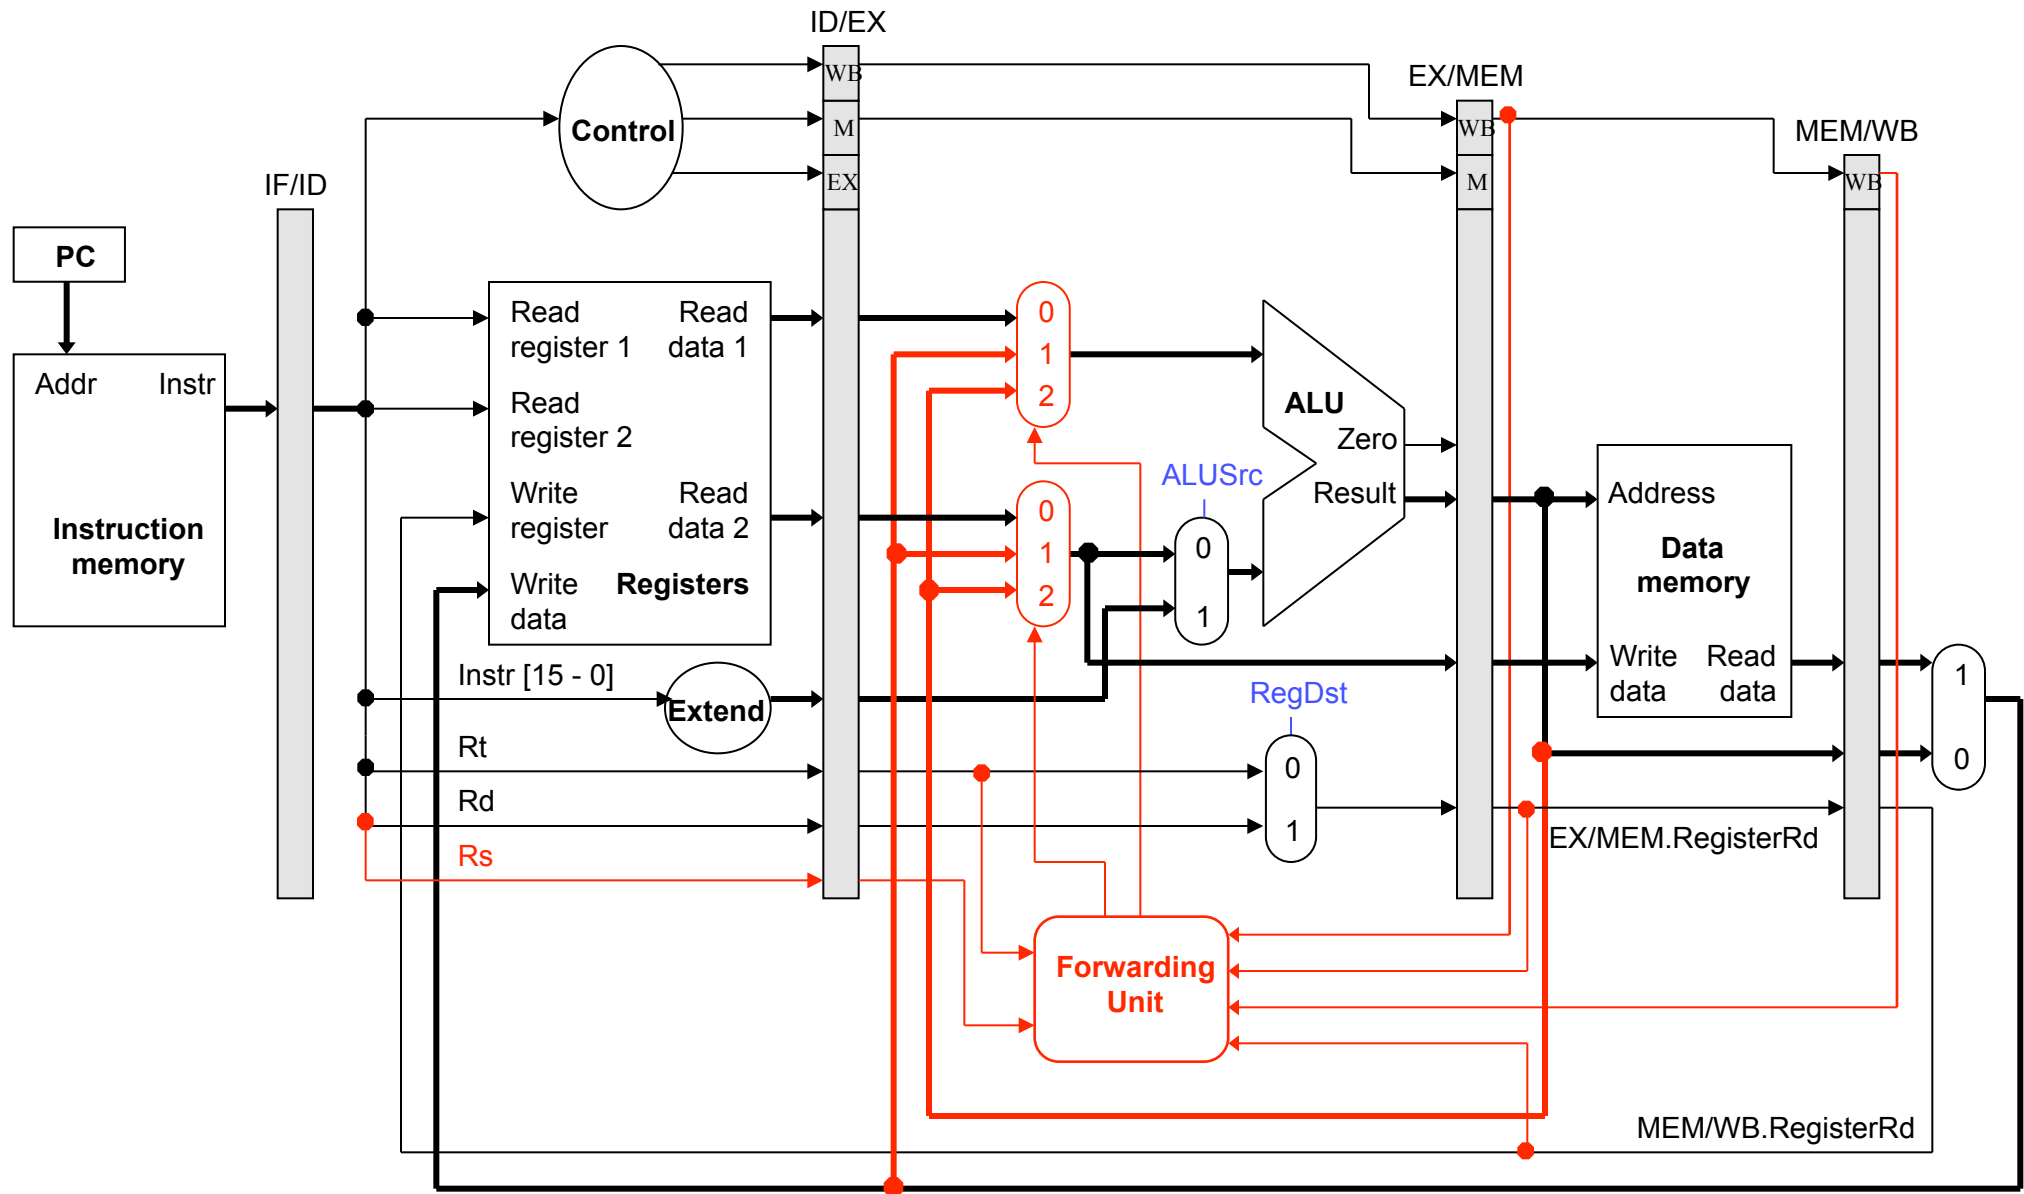 ID/EX
WB
EX/MEM
Control
M
WB
MEM/WB
IF/ID
EX
M
WB
PC
Read
register 1
Read
data 1
0
1
2
Addr
Instr
Read
register 2
ALU
Zero
Result
ALUSrc
Write
register
Read
data 2
0
1
2
0
1
Address
Instruction
memory
Data
memory
Write
data
Registers
Write
data
Read
data
1
0
Instr [15 - 0]
Extend
RegDst
Rt
0
1
Rd
Rs
EX/MEM.RegisterRd
Forwarding
Unit
MEM/WB.RegisterRd